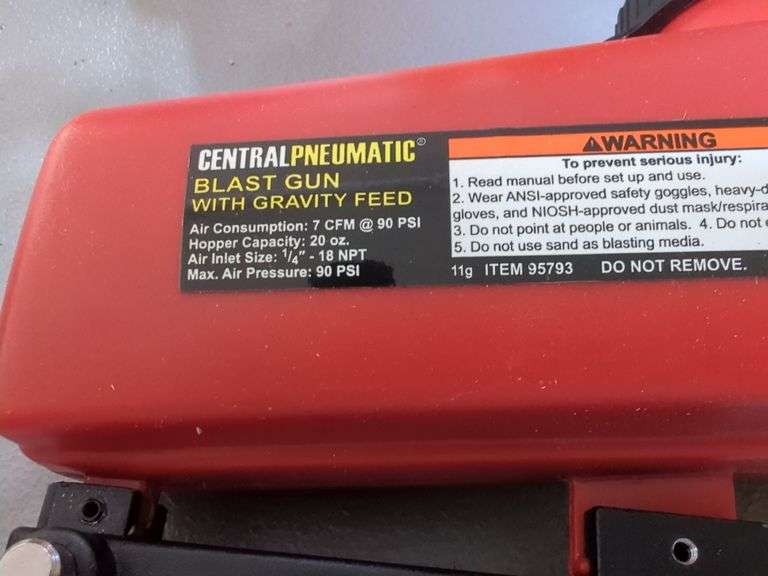 CENTRALPNEUMATIC®
BLAST GUN
WITH GRAVITY FEED
Air Consumption: 7 CFM @ 90 PSI
Hopper Capacity: 20 oz.
Air Inlet Size: 1/4″ - 18 NPT
Max. Air Pressure: 90 PSI
⚠WARNING
To prevent serious injury:
1. Read manual before set up and use.
2. Wear ANSI-approved safety goggles,
gloves, and NIOSH-approved dust
3. Do not point at people or animals. 4. Do not
5. Do not use sand as blasting media.
11g ITEM 95793 DO NOT REMOVE.